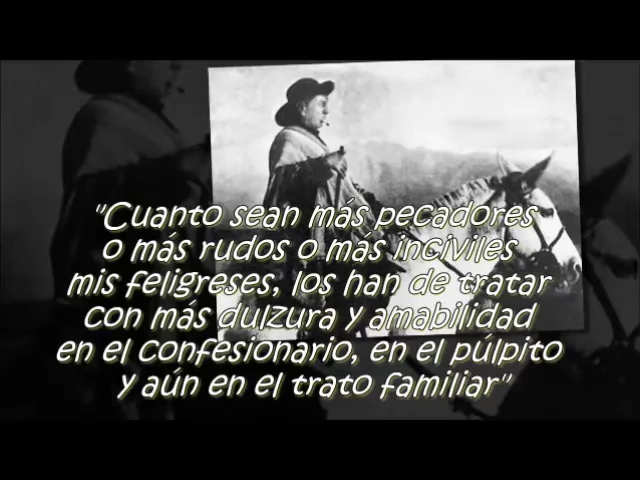 "Cuanto sean más pecadores
o más rudos o más inciviles
mis feligreses, los han de tratar
con más dulzura y amabilidad
en el confesionario, en el púlpito
y aún en el trato familiar"